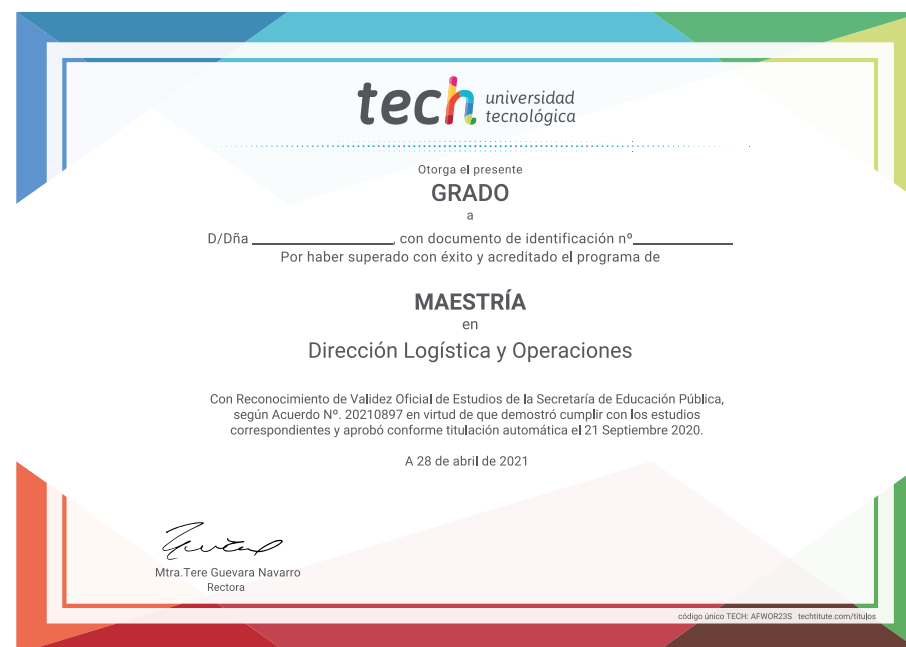 tech universidad
tecnológica
Otorga el presente
GRADO
a
D/Dña ____________________, con documento de identificación nº______________
Por haber superado con éxito y acreditado el programa de
MAESTRÍA
en
Dirección Logística y Operaciones
Con Reconocimiento de Validez Oficial de Estudios de la Secretaría de Educación Pública,
según Acuerdo Nº. 20210897 en virtud de que demostró cumplir con los estudios
correspondientes y aprobó conforme titulación automática el 21 Septiembre 2020.
A 28 de abril de 2021
Mtra.Tere Guevara Navarro
Rectora
código único TECH: AFWOR23S techtitute.com/titulos